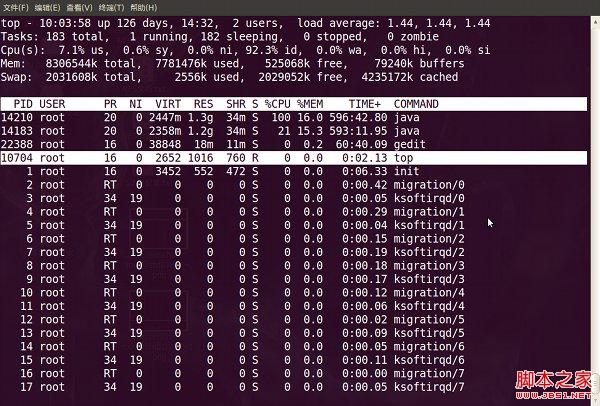 文件(F) 编辑(E) 查看(V) 终端(T) 帮助(H)
top - 10:03:58 up 126 days, 14:32,  2 users,  load average: 1.44, 1.44, 1.44
Tasks: 183 total,   1 running, 182 sleeping,   0 stopped,   0 zombie
Cpu(s):  7.1% us,  0.6% sy,  0.0% ni, 92.3% id,  0.0% wa,  0.0% hi,  0.0% si
Mem:   8306544k total,  7781476k used,   525068k free,    79240k buffers
Swap:  2031608k total,     2556k used,  2029052k free,  4235172k cached
PID USER      PR  NI  VIRT  RES  SHR S %CPU %MEM    TIME+  COMMAND
14210 root      20   0 2447m 1.3g  34m S  100 16.0 596:42.80 java
14183 root      20   0 2358m 1.2g  34m S   21 15.3 593:11.95 java
22388 root      16   0 38848  18m  11m S    0  0.2  60:40.09 gedit
10704 root      16   0  2652 1016  760 R    0  0.0   0:02.13 top
1 root      16   0  3452  552  472 S    0  0.0   0:06.33 init
2 root      RT   0     0    0    0 S    0  0.0   0:00.42 migration/0
3 root      34  19     0    0    0 S    0  0.0   0:00.04 ksoftirqd/0
4 root      RT   0     0    0    0 S    0  0.0   0:00.29 migration/1
5 root      34  19     0    0    0 S    0  0.0   0:00.04 ksoftirqd/1
6 root      RT   0     0    0    0 S    0  0.0   0:00.15 migration/2
7 root      34  19     0    0    0 S    0  0.0   0:00.19 ksoftirqd/2
8 root      RT   0     0    0    0 S    0  0.0   0:00.18 migration/3
9 root      34  19     0    0    0 S    0  0.0   0:00.17 ksoftirqd/3
10 root      RT   0     0    0    0 S    0  0.0   0:00.12 migration/4
11 root      34  19     0    0    0 S    0  0.0   0:00.06 ksoftirqd/4
12 root      RT   0     0    0    0 S    0  0.0   0:00.02 migration/5
13 root      34  19     0    0    0 S    0  0.0   0:00.09 ksoftirqd/5
14 root      RT   0     0    0    0 S    0  0.0   0:00.05 migration/6
15 root      34  19     0    0    0 S    0  0.0   0:00.11 ksoftirqd/6
16 root      RT   0     0    0    0 S    0  0.0   0:00.00 migration/7
17 root      34  19     0    0    0 S    0  0.0   0:00.05 ksoftirqd/7
脚本之家
www.jb51.net